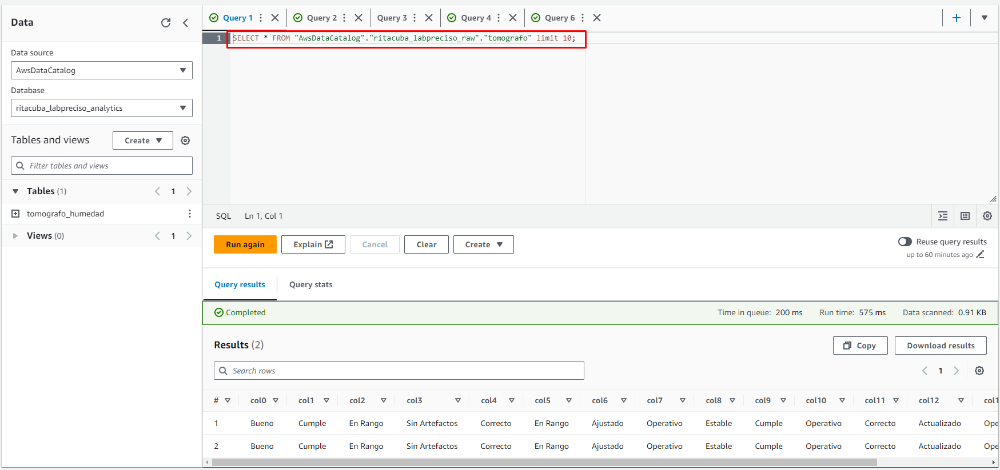 Data
Data source
AwsDataCatalog
Database
ritacuba_labpreciso_analytics
Tables and views
Create
Filter tables and views
Tables (1)
1
tomografo_humedad
Views (0)
1
Query 1
Query 2
Query 3
Query 4
Query 6
1 SELECT * FROM "AwsDataCatalog"."ritacuba_labpreciso_raw"."tomografo" limit 10;
SQL Ln 1, Col 1
Run again
Explain
Cancel
Clear
Create
Reuse query results
up to 60 minutes ago
Query results
Query stats
Completed
Time in queue: 200 ms Run time: 575 ms Data scanned: 0.91 KB
Results (2)
Copy
Download results
Search rows
1
# col0 col1 col2 col3 col4 col5 col6 col7 col8 col9 col10 col11 col12 col1
1 Bueno Cumple En Rango Sin Artefactos Correcto En Rango Ajustado Operativo Estable Cumple Operativo Correcto Actualizado Ope
2 Bueno Cumple En Rango Sin Artefactos Correcto En Rango Ajustado Operativo Estable Cumple Operativo Correcto Actualizado Ope